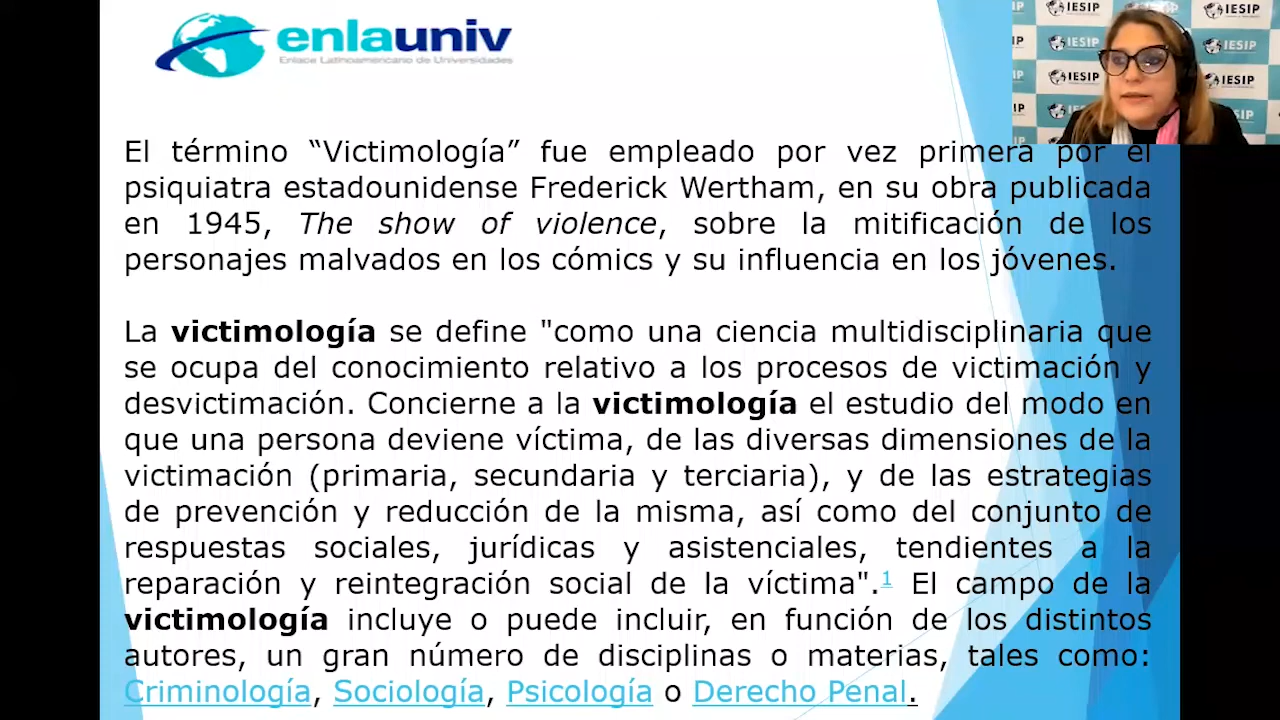 enlauniv
Enlace Latinoamericano de Universidades
IESIP
IESIP
IESIP
IESIP
IESIP
IESIP
El término “Victimología” fue empleado por vez primera por el
psiquiatra estadounidense Frederick Wertham, en su obra publicada
en 1945, The show of violence, sobre la mitificación de los
personajes malvados en los cómics y su influencia en los jóvenes.
La victimología se define "como una ciencia multidisciplinaria que
se ocupa del conocimiento relativo a los procesos de victimación y
desvictimación. Concierne a la victimología el estudio del modo en
que una persona deviene víctima, de las diversas dimensiones de la
victimación (primaria, secundaria y terciaria), y de las estrategias
de prevención y reducción de la misma, así como del conjunto de
respuestas sociales, jurídicas y asistenciales, tendientes a la
reparación y reintegración social de la víctima".1 El campo de la
victimología incluye o puede incluir, en función de los distintos
autores, un gran número de disciplinas o materias, tales como:
Criminología, Sociología, Psicología o Derecho Penal.